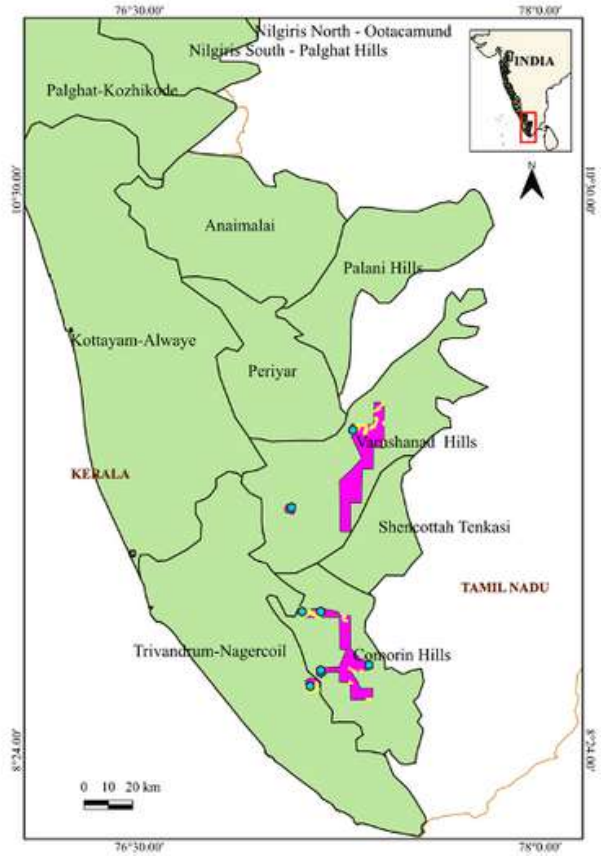 76°30.00'
78°0.00'
Nilgiris North - Ootacamund
Nilgiris South - Palghat Hills
INDIA
Palghat-Kozhikode
N
10°30.00'
10°30.00'
Anaimalai
Palani Hills
Kottayam-Alwaye
Periyar
Varushanad Hills
KERALA
Shencottah Tenkasi
TAMIL NADU
Trivandrum-Nagercoil
Comorin Hills
8°24.00'
8°24.00'
0 10 20 km
76°30.00'
78°0.00'